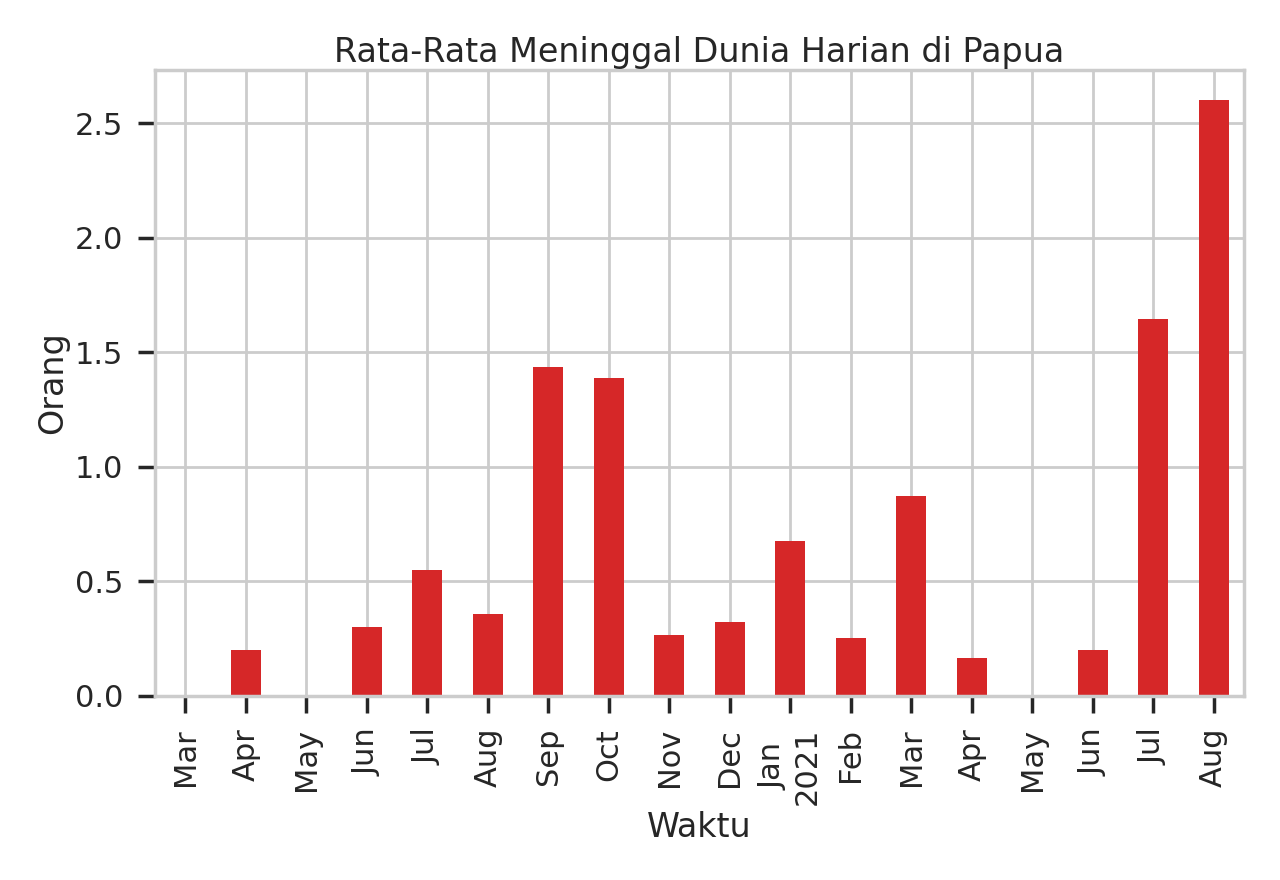 Rata-Rata Meninggal Dunia Harian di Papua
Orang
2.5
2.0
1.5
1.0
0.5
0.0
Mar
Apr
May
Jun
Jul
Aug
Sep
Oct
Nov
Dec
Jan
2021
Feb
Mar
Apr
May
Jun
Jul
Aug
Waktu